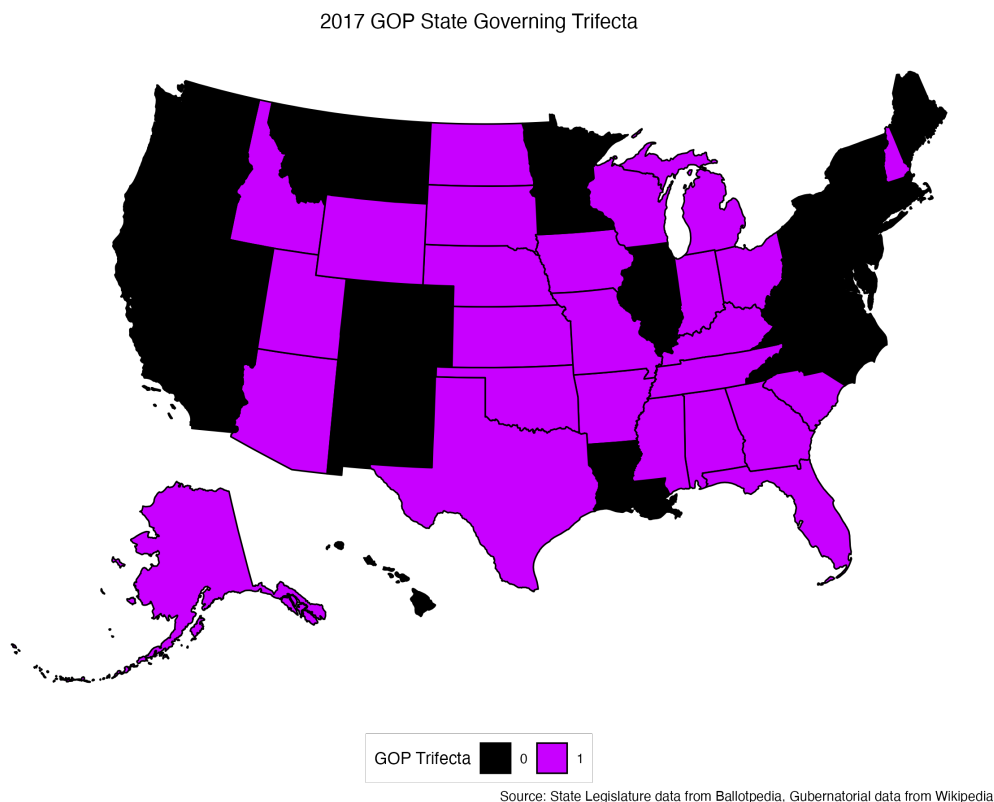 2017 GOP State Governing Trifecta
GOP Trifecta 0 1
Source: State Legislature data from Ballotpedia, Gubernatorial data from Wikipedia